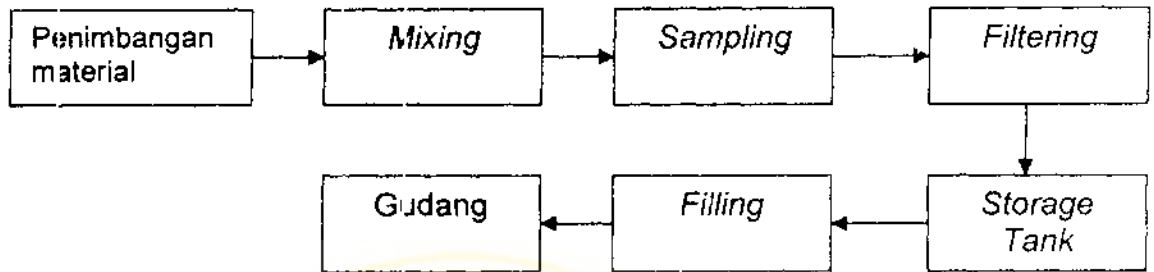 Penimbangan
material
Mixing
Sampling
Filtering
Storage
Tank
Filling
Gudang